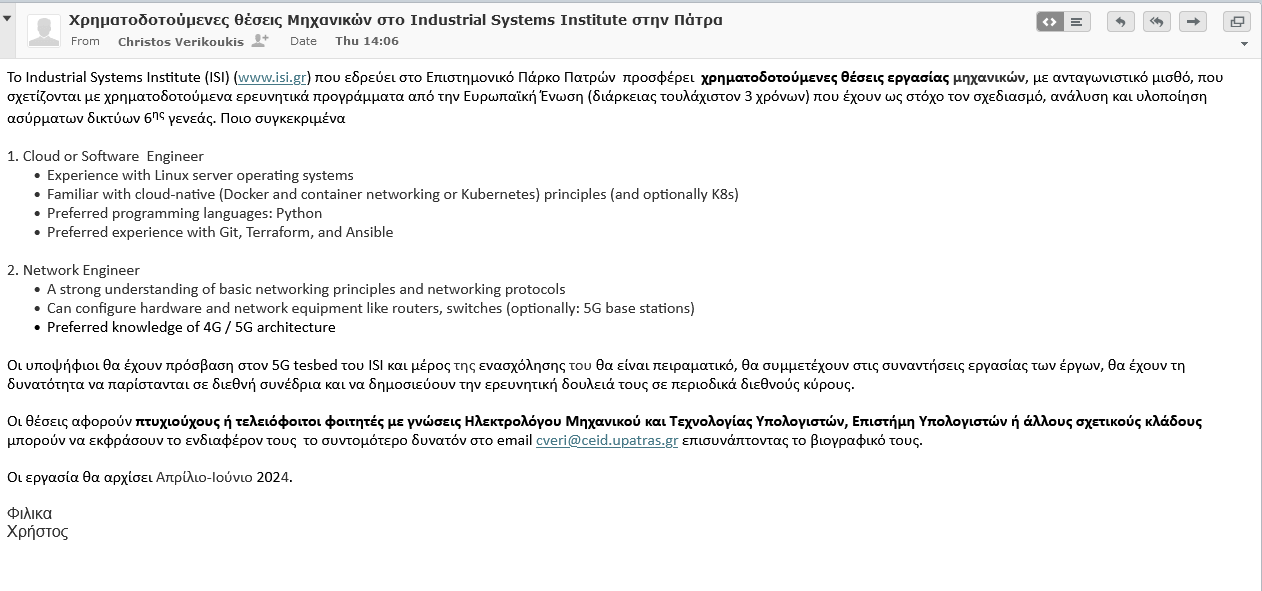 Χρηματοδοτούμενες θέσεις Μηχανικών στο Industrial Systems Institute στην Πάτρα
From Christos Verikoukis Date Thu 14:06
Το Industrial Systems Institute (ISI) (www.isi.gr) που εδρεύει στο Επιστημονικό Πάρκο Πατρών προσφέρει χρηματοδοτούμενες θέσεις εργασίας μηχανικών, με ανταγωνιστικό μισθό, που
σχετίζονται με χρηματοδοτούμενα ερευνητικά προγράμματα από την Ευρωπαϊκή Ένωση (διάρκειας τουλάχιστον 3 χρόνων) που έχουν ως στόχο τον σχεδιασμό, ανάλυση και υλοποίηση
ασύρματων δικτύων 6ης γενεάς. Ποιο συγκεκριμένα
1. Cloud or Software Engineer
• Experience with Linux server operating systems
• Familiar with cloud-native (Docker and container networking or Kubernetes) principles (and optionally K8s)
• Preferred programming languages: Python
• Preferred experience with Git, Terraform, and Ansible
2. Network Engineer
• A strong understanding of basic networking principles and networking protocols
• Can configure hardware and network equipment like routers, switches (optionally: 5G base stations)
• Preferred knowledge of 4G / 5G architecture
Οι υποψήφιοι θα έχουν πρόσβαση στον 5G tesbed του ISI και μέρος της ενασχόλησης του θα είναι πειραματικό, θα συμμετέχουν στις συναντήσεις εργασίας των έργων, θα έχουν τη
δυνατότητα να παρίστανται σε διεθνή συνέδρια και να δημοσιεύουν την ερευνητική δουλειά τους σε περιοδικά διεθνούς κύρους.
Οι θέσεις αφορούν πτυχιούχους ή τελειόφοιτοι φοιτητές με γνώσεις Ηλεκτρολόγου Μηχανικού και Τεχνολογίας Υπολογιστών, Επιστήμη Υπολογιστών ή άλλους σχετικούς κλάδους
μπορούν να εκφράσουν το ενδιαφέρον τους το συντομότερο δυνατόν στο email cveri@ceid.upatras.gr επισυνάπτοντας το βιογραφικό τους.
Οι εργασία θα αρχίσει Απρίλιο-Ιούνιο 2024.
Φιλικα
Χρήστος